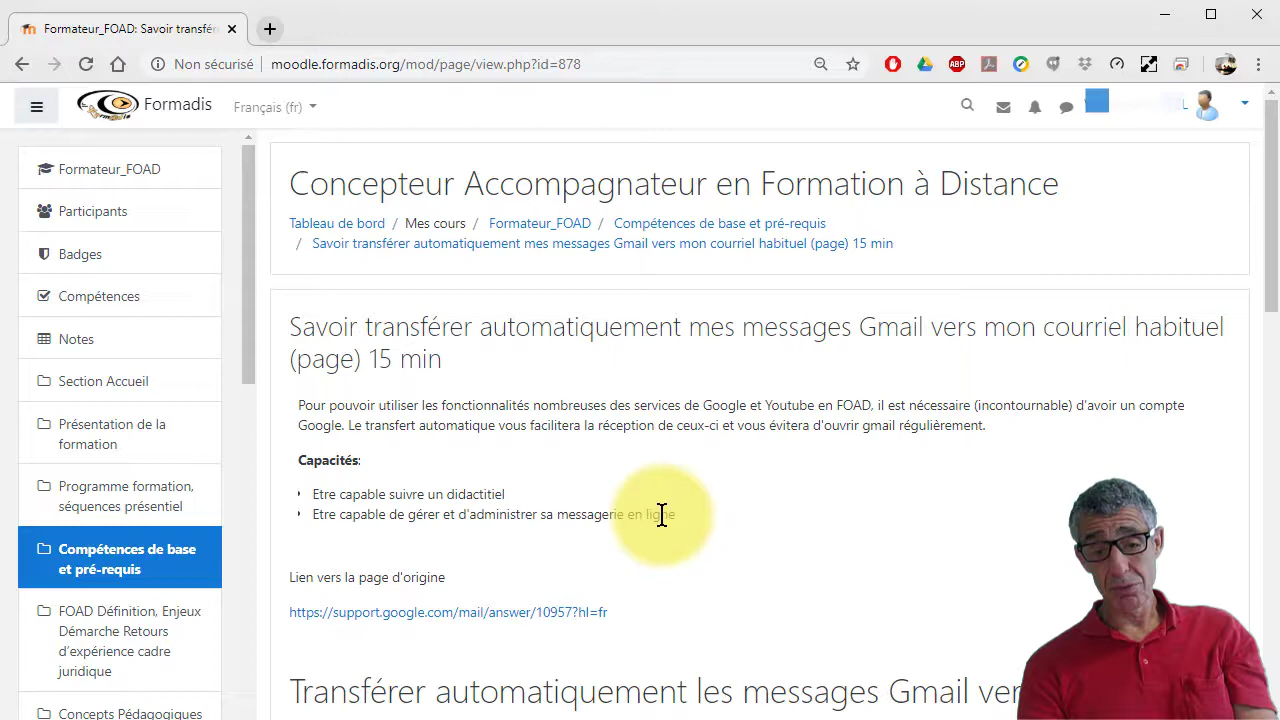 Formateur_FOAD: Savoir transfér
Non sécurisé
moodle.formadis.org/mod/page/view.php?id=878
ABP
Formadis
Français (fr)
L
Formateur_FOAD
Participants
Badges
Compétences
Notes
Section Accueil
Présentation de la
formation
Programme formation,
séquences présentiel
Compétences de base
et pré-requis
FOAD Définition, Enjeux
Démarche Retours
d'expérience cadre
juridique
Concepts Pédagogiques
Concepteur Accompagnateur en Formation à Distance
Tableau de bord / Mes cours / Formateur_FOAD / Compétences de base et pré-requis
/ Savoir transférer automatiquement mes messages Gmail vers mon courriel habituel (page) 15 min
Savoir transférer automatiquement mes messages Gmail vers mon courriel habituel
(page) 15 min
Pour pouvoir utiliser les fonctionnalités nombreuses des services de Google et Youtube en FOAD, il est nécessaire (incontournable) d'avoir un compte
Google. Le transfert automatique vous facilitera la réception de ceux-ci et vous évitera d'ouvrir gmail régulièrement.
Capacités:
Etre capable suivre un didactitiel
Etre capable de gérer et d'administrer sa messagerie en ligne
Lien vers la page d'origine
https://support.google.com/mail/answer/10957?hl=fr
Transférer automatiquement les messages Gmail ver